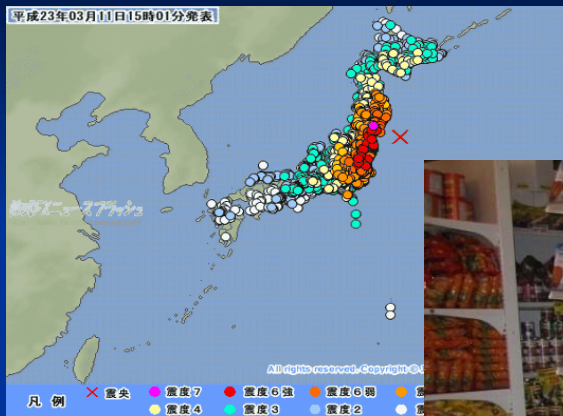 平成23年03月11日15時01分発表
All rights reserved. Copyright ©
凡 例
震央 震度7 震度6強 震度6弱
震度4 震度3 震度2